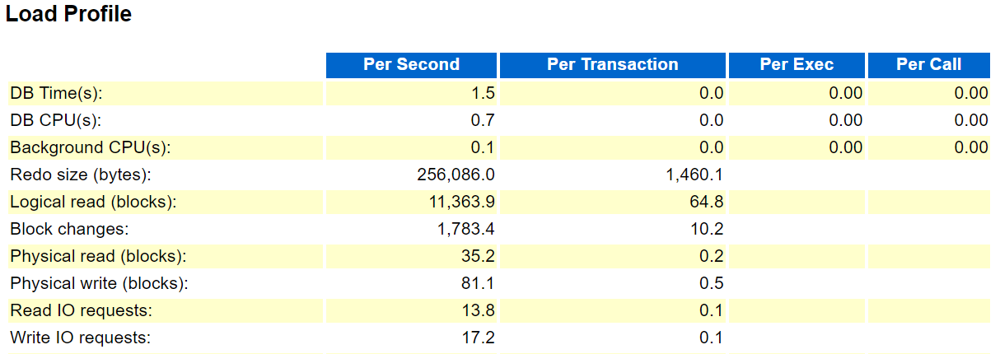 Load Profile
Per Second Per Transaction Per Exec Per Call
DB Time(s): 1.5 0.0 0.00 0.00
DB CPU(s): 0.7 0.0 0.00 0.00
Background CPU(s): 0.1 0.0 0.00 0.00
Redo size (bytes): 256,086.0 1,460.1
Logical read (blocks): 11,363.9 64.8
Block changes: 1,783.4 10.2
Physical read (blocks): 35.2 0.2
Physical write (blocks): 81.1 0.5
Read IO requests: 13.8 0.1
Write IO requests: 17.2 0.1